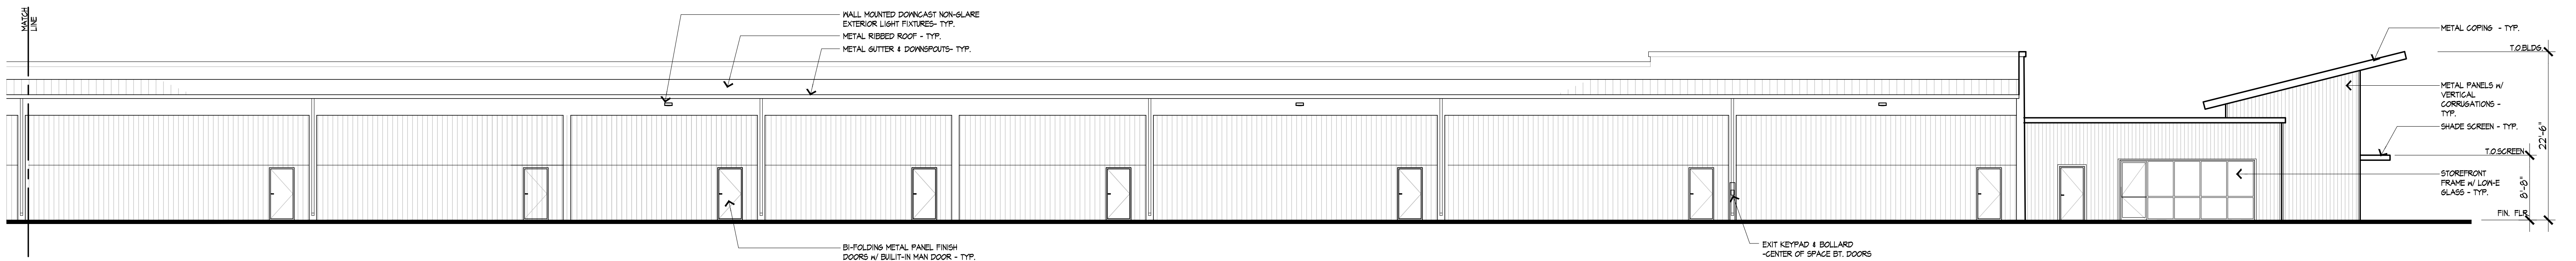 MATCH
LINE
WALL MOUNTED DOWNCAST NON-GLARE
EXTERIOR LIGHT FIXTURES- TYP.
METAL RIBBED ROOF - TYP.
METAL GUTTER & DOWNSPOUTS- TYP.
BI-FOLDING METAL PANEL FINISH
DOORS w/ BUILIT-IN MAN DOOR - TYP.
EXIT KEYPAD & BOLLARD
-CENTER OF SPACE BT. DOORS
METAL COPING - TYP.
T.O.BLDG.
METAL PANELS w/
VERTICAL
CORRUGATIONS -
TYP.
SHADE SCREEN - TYP.
T.O.SCREEN
STOREFRONT
FRAME w/ LOW-E
GLASS - TYP.
FIN. FLR.
8'-8"
22'-6"